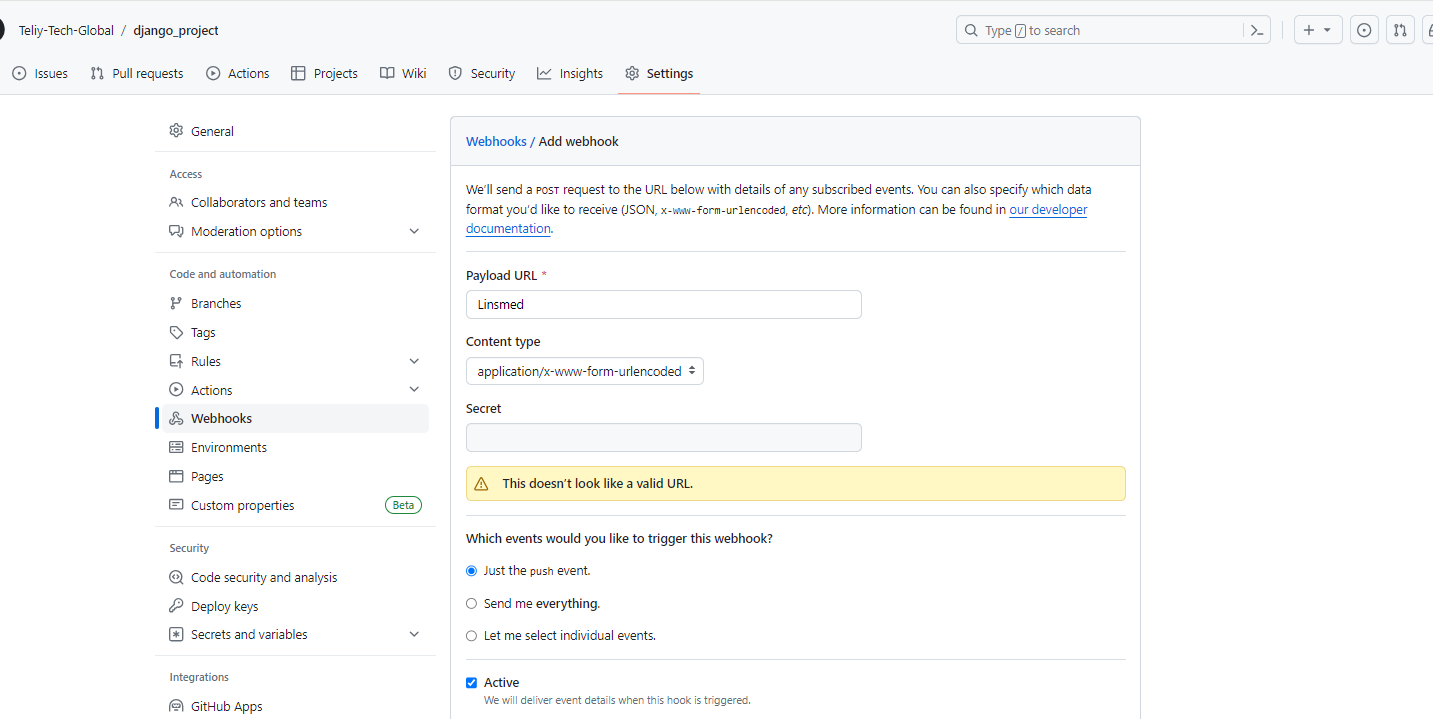 Teliy-Tech-Global / django_project
Type / to search
Issues Pull requests Actions Projects Wiki Security Insights Settings
General
Access
Collaborators and teams
Moderation options
Code and automation
Branches
Tags
Rules
Actions
Webhooks
Environments
Pages
Custom properties Beta
Security
Code security and analysis
Deploy keys
Secrets and variables
Integrations
GitHub Apps
Webhooks / Add webhook
We’ll send a POST request to the URL below with details of any subscribed events. You can also specify which data
format you’d like to receive (JSON, x-www-form-urlencoded, etc). More information can be found in our developer
documentation.
Payload URL *
Linsmed
Content type
application/x-www-form-urlencoded
Secret
This doesn’t look like a valid URL.
Which events would you like to trigger this webhook?
Just the push event.
Send me everything.
Let me select individual events.
Active
We will deliver event details when this hook is triggered.